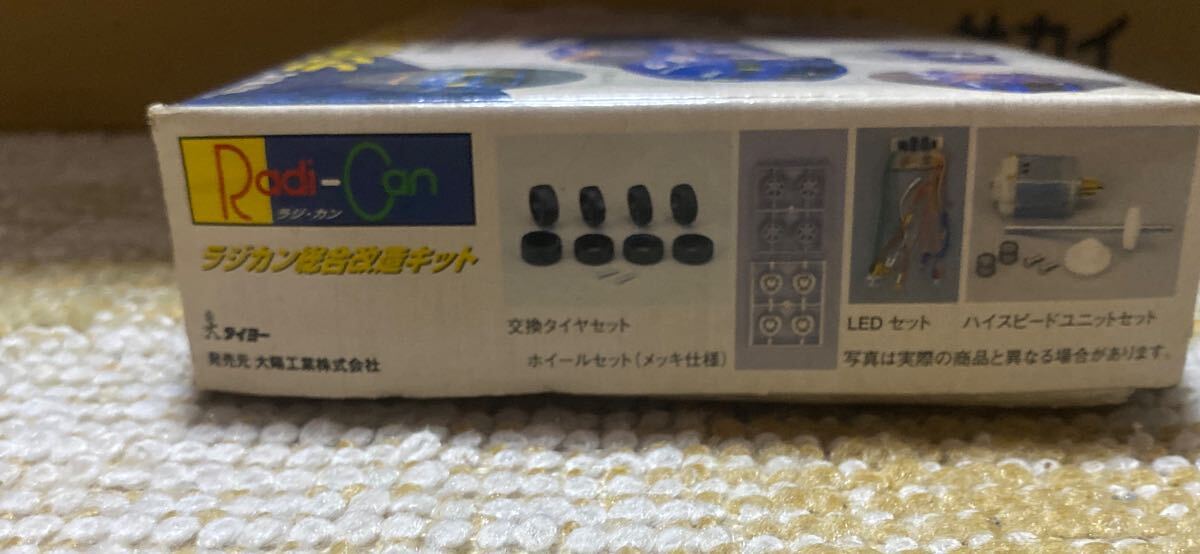 Radi-Can
ラジ・カン
ラジカン総合改造キット
タイヨー
発売元 大陽工業株式会社
交換タイヤセット
ホイールセット(メッキ仕様)
LED セット
ハイスピードユニットセット
写真は実際の商品と異なる場合があります。
カイ